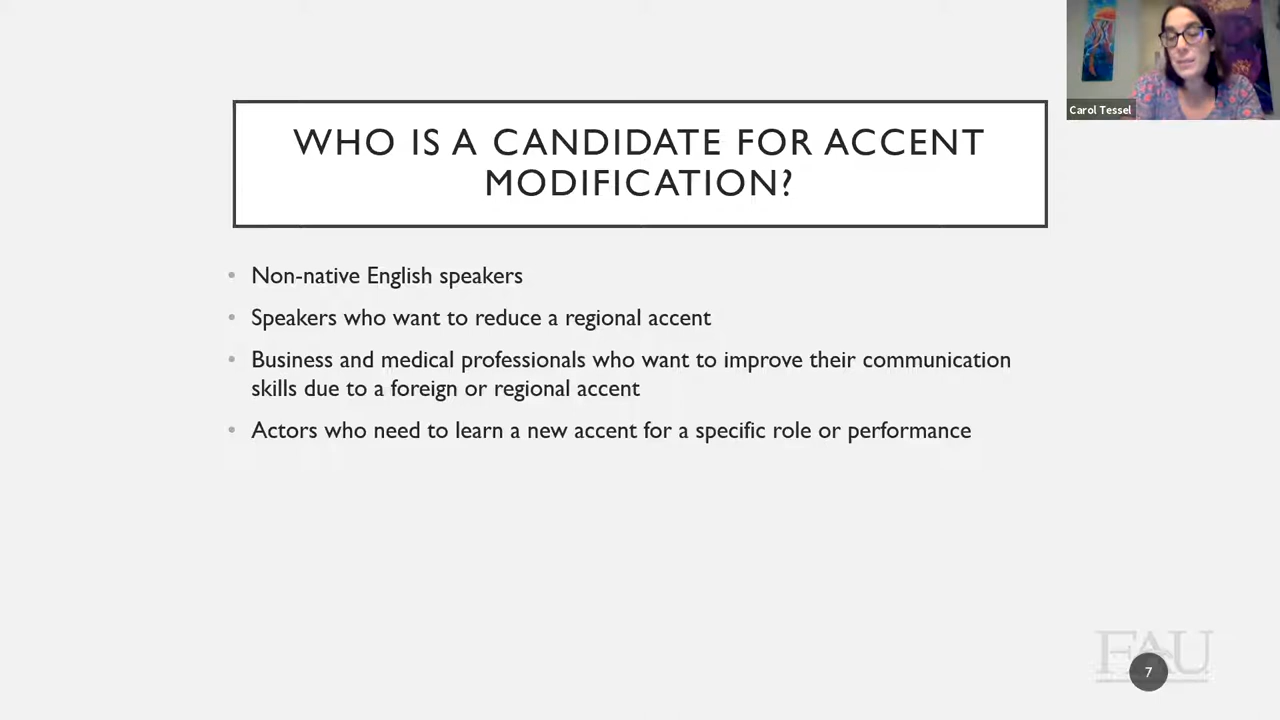 Carol Tessel
WHO IS A CANDIDATE FOR ACCENT
MODIFICATION?
• Non-native English speakers
• Speakers who want to reduce a regional accent
• Business and medical professionals who want to improve their communication
skills due to a foreign or regional accent
• Actors who need to learn a new accent for a specific role or performance
FAU
7